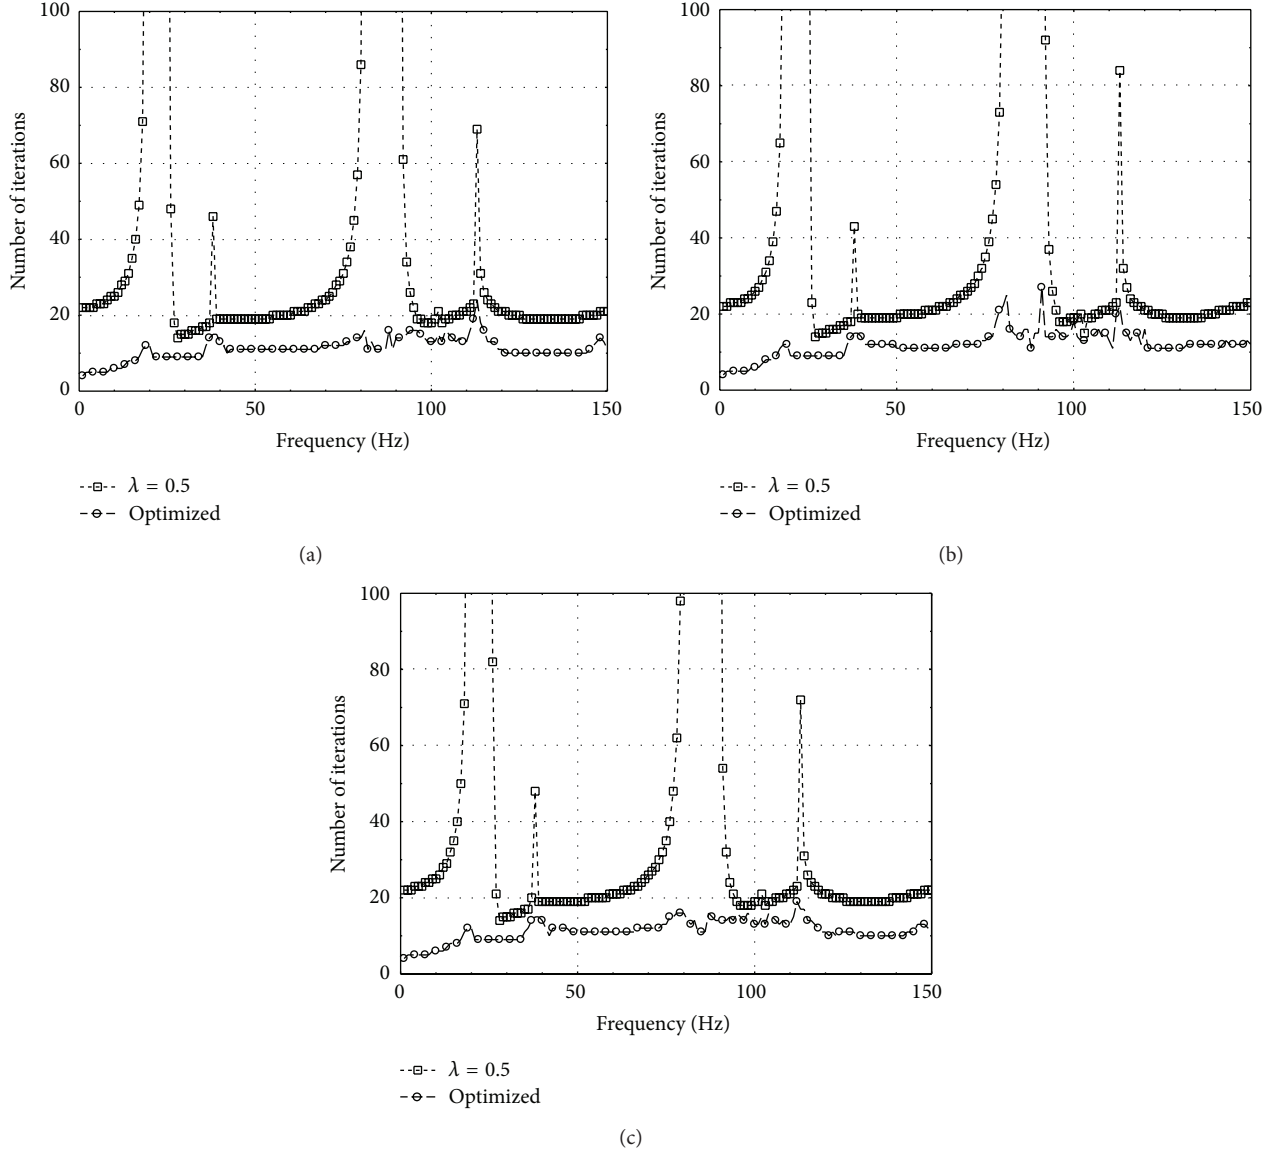 100
80
60
40
20
0
0 50 100 150
Number of iterations
Frequency (Hz)
λ = 0.5
Optimized
(a)
100
80
60
40
20
0
0 50 100 150
Number of iterations
Frequency (Hz)
λ = 0.5
Optimized
(b)
100
80
60
40
20
0
0 50 100 150
Number of iterations
Frequency (Hz)
λ = 0.5
Optimized
(c)